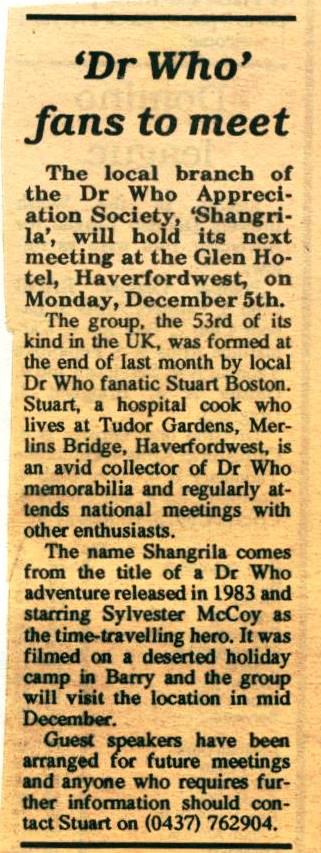 ‘Dr Who’
fans to meet
The local branch of
the Dr Who Appreci-
ation Society, ‘Shangri-
la’, will hold its next
meeting at the Glen Ho-
tel, Haverfordwest, on
Monday, December 5th.
The group, the 53rd of its
kind in the UK, was formed at
the end of last month by local
Dr Who fanatic Stuart Boston.
Stuart, a hospital cook who
lives at Tudor Gardens, Mer-
lins Bridge, Haverfordwest, is
an avid collector of Dr Who
memorabilia and regularly at-
tends national meetings with
other enthusiasts.
The name Shangrila comes
from the title of a Dr Who
adventure released in 1983 and
starring Sylvester McCoy as
the time-travelling hero. It was
filmed on a deserted holiday
camp in Barry and the group
will visit the location in mid
December.
Guest speakers have been
arranged for future meetings
and anyone who requires fur-
ther information should con-
tact Stuart on (0437) 762904.